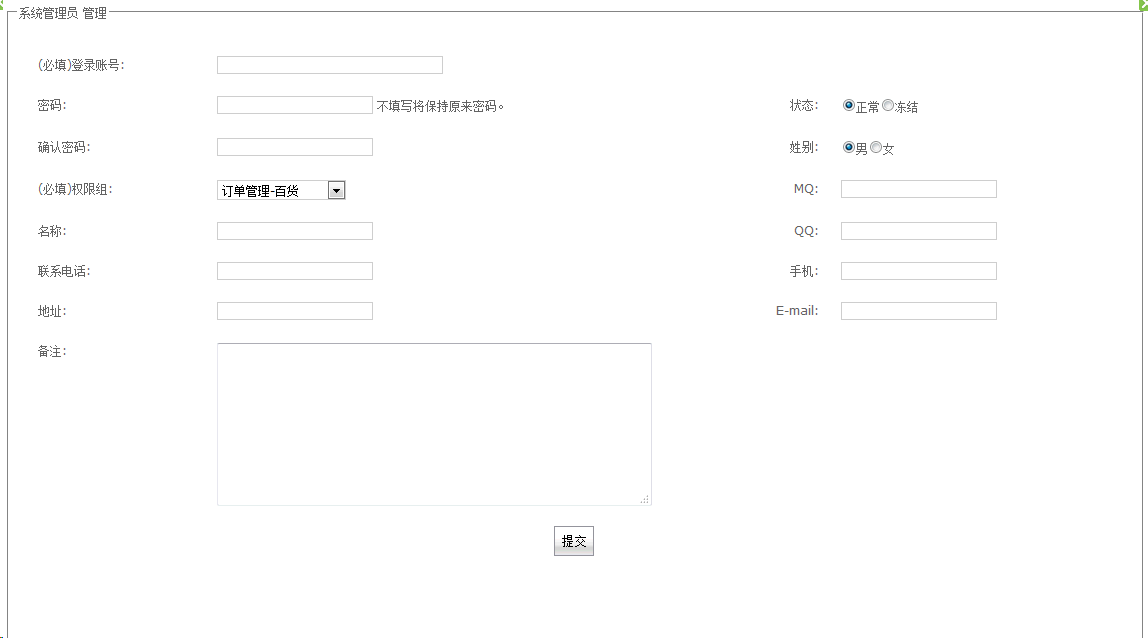 系统管理员 管理
(必填)登录账号:
密码: 不填写将保持原来密码。 状态: 正常 冻结
确认密码: 姓别: 男 女
(必填)权限组: 订单管理-百货 MQ:
名称: QQ:
联系电话: 手机:
地址: E-mail:
备注:
提交